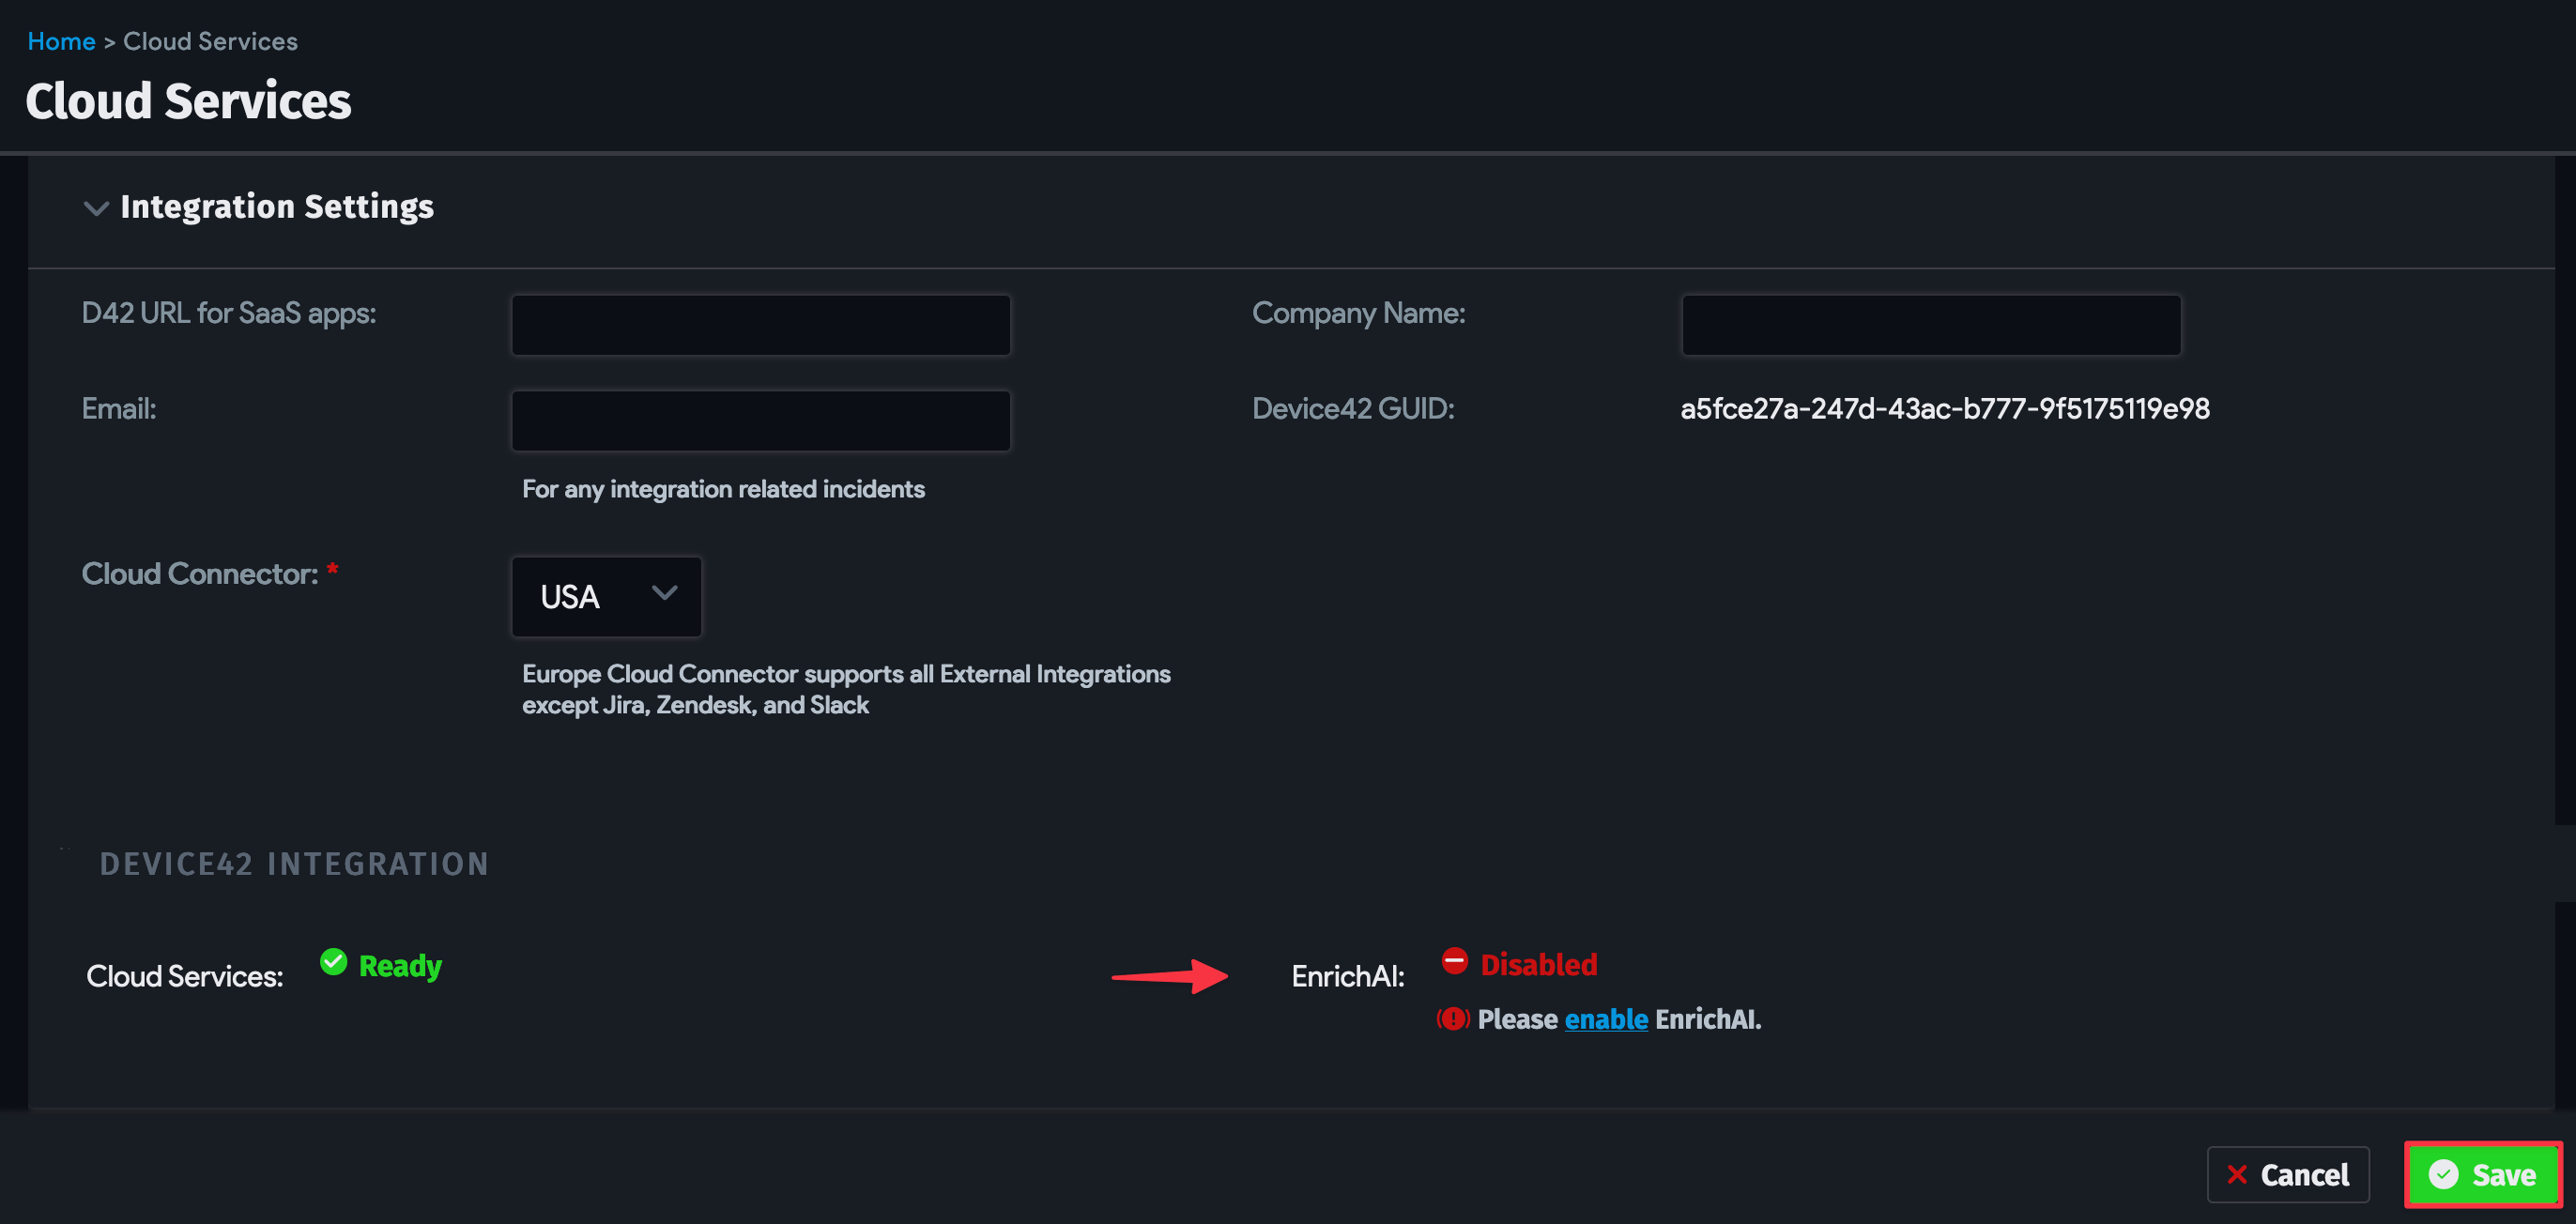 Home > Cloud Services
Cloud Services
Integration Settings
D42 URL for SaaS apps:
Company Name:
Email:
Device42 GUID: a5fce27a-247d-43ac-b777-9f5175119e98
For any integration related incidents
Cloud Connector: *
USA
Europe Cloud Connector supports all External Integrations
except Jira, Zendesk, and Slack
DEVICE42 INTEGRATION
Cloud Services: Ready
EnrichAI: Disabled
Please enable EnrichAI.
Cancel
Save